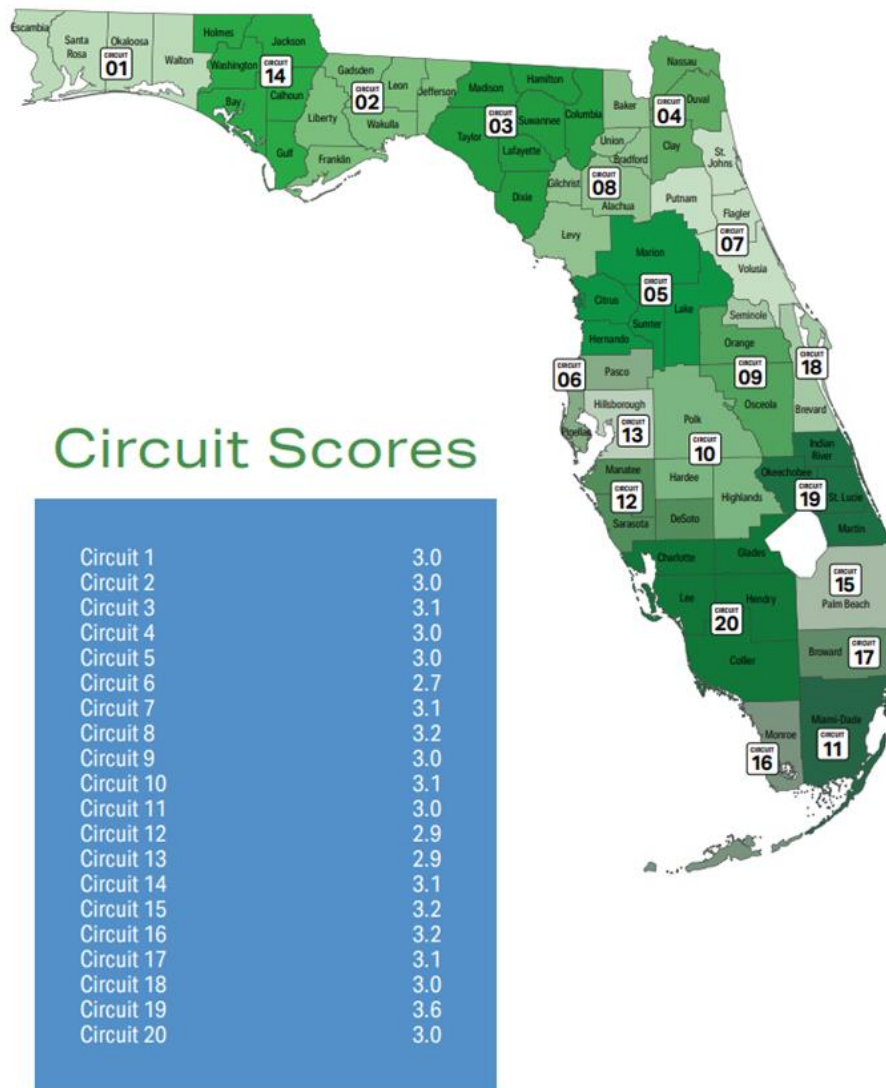 Escambia
Santa
Rosa
Okaloosa
Walton
CIRCUIT
01
Holmes
Jackson
Washington
CIRCUIT
14
Bay
Calhoun
Gulf
Gadsden
Leon
Jefferson
CIRCUIT
02
Liberty
Wakulla
Franklin
Madison
Hamilton
CIRCUIT
03
Suwannee
Columbia
Taylor
Lafayette
Dixie
Nassau
Baker
CIRCUIT
04
Duval
Union
Bradford
Clay
St.
Johns
Gilchrist
CIRCUIT
08
Alachua
Putnam
Levy
Flagler
CIRCUIT
07
Volusia
Marion
CIRCUIT
05
Citrus
Lake
Sumter
Hernando
Seminole
Orange
CIRCUIT
06
Pasco
CIRCUIT
09
CIRCUIT
18
Hillsborough
Osceola
Brevard
Pinellas
CIRCUIT
13
Polk
CIRCUIT
10
Indian
River
Manatee
Hardee
Okeechobee
CIRCUIT
12
Highlands
CIRCUIT
19
St. Lucie
Sarasota
DeSoto
Martin
Charlotte
Glades
CIRCUIT
15
Palm Beach
Lee
Hendry
CIRCUIT
20
Collier
Broward
CIRCUIT
17
Miami-Dade
Monroe
CIRCUIT
16
CIRCUIT
11
Circuit Scores
Circuit 1 3.0
Circuit 2 3.0
Circuit 3 3.1
Circuit 4 3.0
Circuit 5 3.0
Circuit 6 2.7
Circuit 7 3.1
Circuit 8 3.2
Circuit 9 3.0
Circuit 10 3.1
Circuit 11 3.0
Circuit 12 2.9
Circuit 13 2.9
Circuit 14 3.1
Circuit 15 3.2
Circuit 16 3.2
Circuit 17 3.1
Circuit 18 3.0
Circuit 19 3.6
Circuit 20 3.0